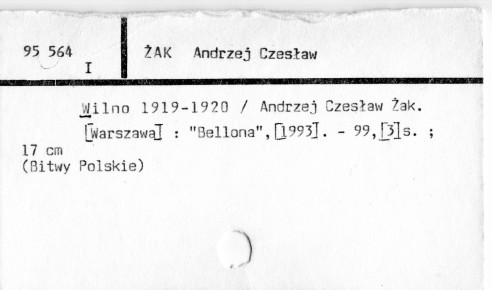 95 564
I
ŻAK Andrzej Czesław
Wilno 1919-1920 / Andrzej Czesław Żak.
[Warszawa] : "Bellona", [1993]. - 99, [3]s. ;
17 cm
(Bitwy Polskie)